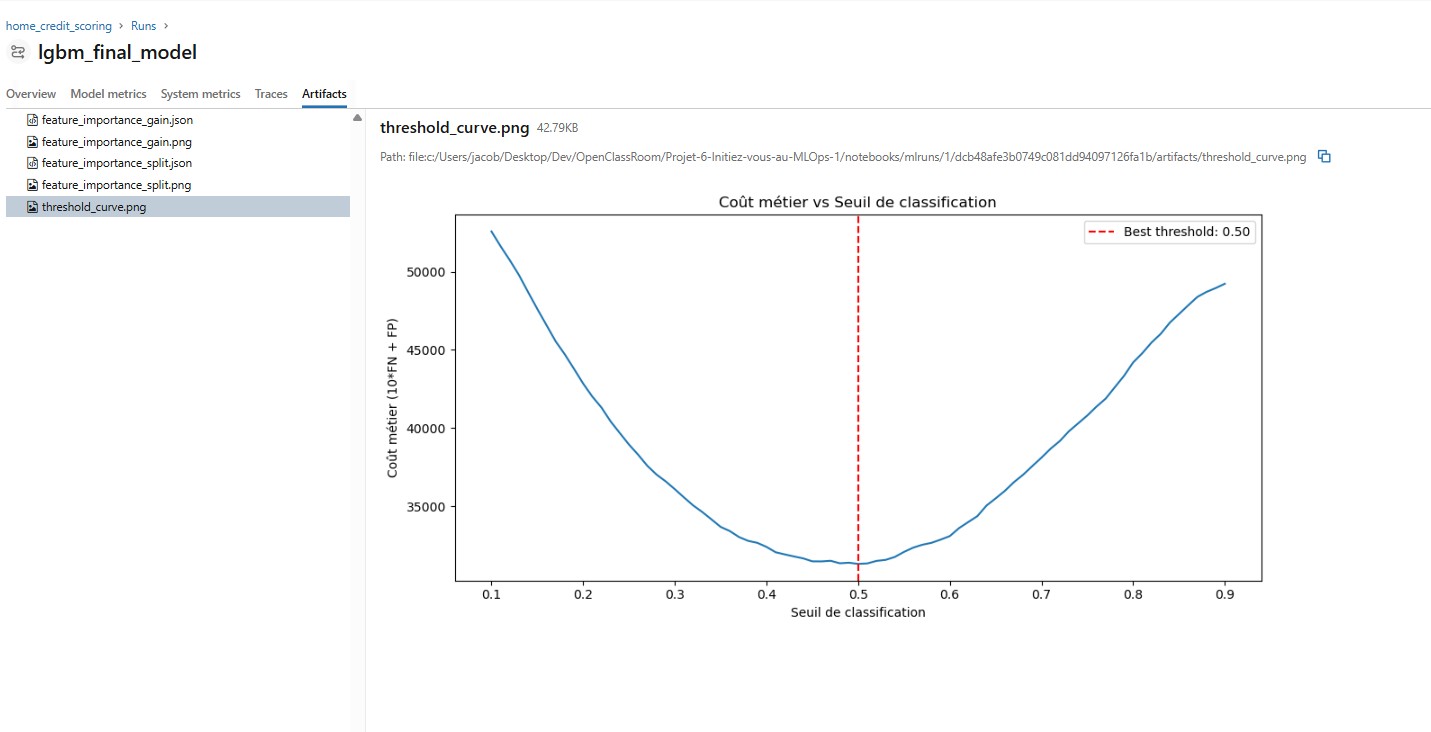 home_credit_scoring > Runs >
lgbm_final_model
Overview Model metrics System metrics Traces Artifacts
feature_importance_gain.json
feature_importance_gain.png
feature_importance_split.json
feature_importance_split.png
threshold_curve.png
threshold_curve.png 42.79KB
Path: file:c:/Users/jacob/Desktop/Dev/OpenClassRoom/Projet-6-Initiez-vous-au-MLOps-1/notebooks/mlruns/1/dcb48afe3b0749c081dd94097126fa1b/artifacts/threshold_curve.png
Coût métier vs Seuil de classification
Best threshold: 0.50
Coût métier (10*FN + FP)
50000
45000
40000
35000
0.1 0.2 0.3 0.4 0.5 0.6 0.7 0.8 0.9
Seuil de classification